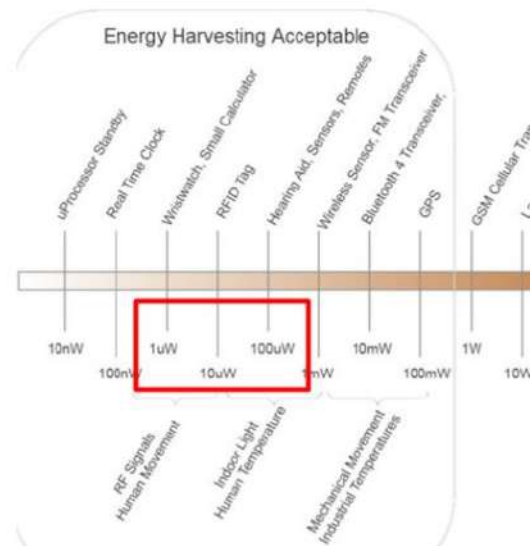 Energy Harvesting Acceptable
uProcessor Standby
Real Time Clock
Wristwatch, Small Calculator
RFID Tag
Hearing Aid, Sensors, Remotes
Wireless Sensor, FM Transceiver
Bluetooth 4 Transceiver,
GPS
GSM Cellular Tran
10nW
100nW
1uW
10uW
100uW
1mW
10mW
100mW
1W
10W
RF Signals
Human Movement
Indoor Light
Human Temperature
Mechanical Movement
Industrial Temperatures